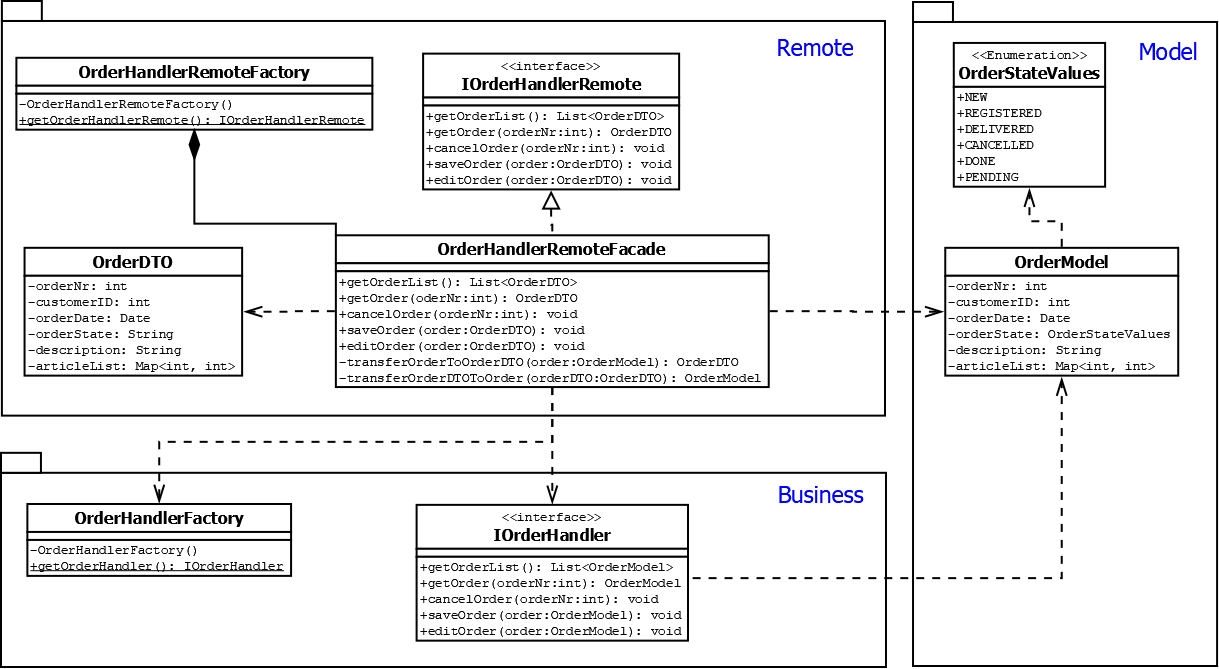 Remote
OrderHandlerRemoteFactory
-OrderHandlerRemoteFactory()
+getOrderHandlerRemote(): IOrderHandlerRemote
<<interface>>
IOrderHandlerRemote
+getOrderList(): List<OrderDTO>
+getOrder(orderNr:int): OrderDTO
+cancelOrder(orderNr:int): void
+saveOrder(order:OrderDTO): void
+editOrder(order:OrderDTO): void
OrderDTO
-orderNr: int
-customerID: int
-orderDate: Date
-orderState: String
-description: String
-articleList: Map<int, int>
OrderHandlerRemoteFacade
+getOrderList(): List<OrderDTO>
+getOrder(oderNr:int): OrderDTO
+cancelOrder(orderNr:int): void
+saveOrder(order:OrderDTO): void
+editOrder(order:OrderDTO): void
-transferOrderToOrderDTO(order:OrderModel): OrderDTO
-transferOrderDTOToOrder(orderDTO:OrderDTO): OrderModel
Model
<<Enumeration>>
OrderStateValues
+NEW
+REGISTERED
+DELIVERED
+CANCELLED
+DONE
+PENDING
OrderModel
-orderNr: int
-customerID: int
-orderDate: Date
-orderState: OrderStateValues
-description: String
-articleList: Map<int, int>
Business
OrderHandlerFactory
-OrderHandlerFactory()
+getOrderHandler(): IOrderHandler
<<interface>>
IOrderHandler
+getOrderList(): List<OrderModel>
+getOrder(orderNr:int): OrderModel
+cancelOrder(orderNr:int): void
+saveOrder(order:OrderModel): void
+editOrder(order:OrderModel): void